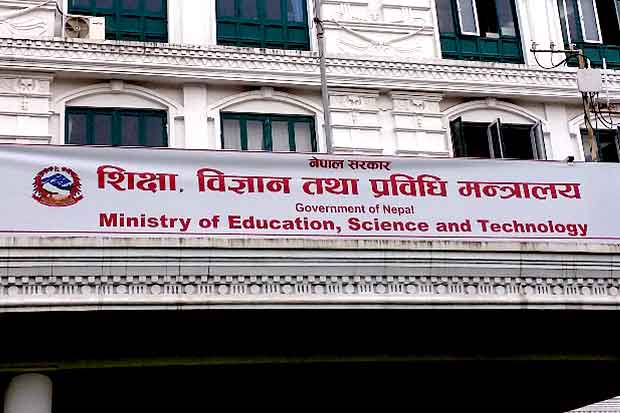 नेपाल सरकार
शिक्षा, विज्ञान तथा प्रविधि मन्त्रालय
Government of Nepal
Ministry of Education, Science and Technology